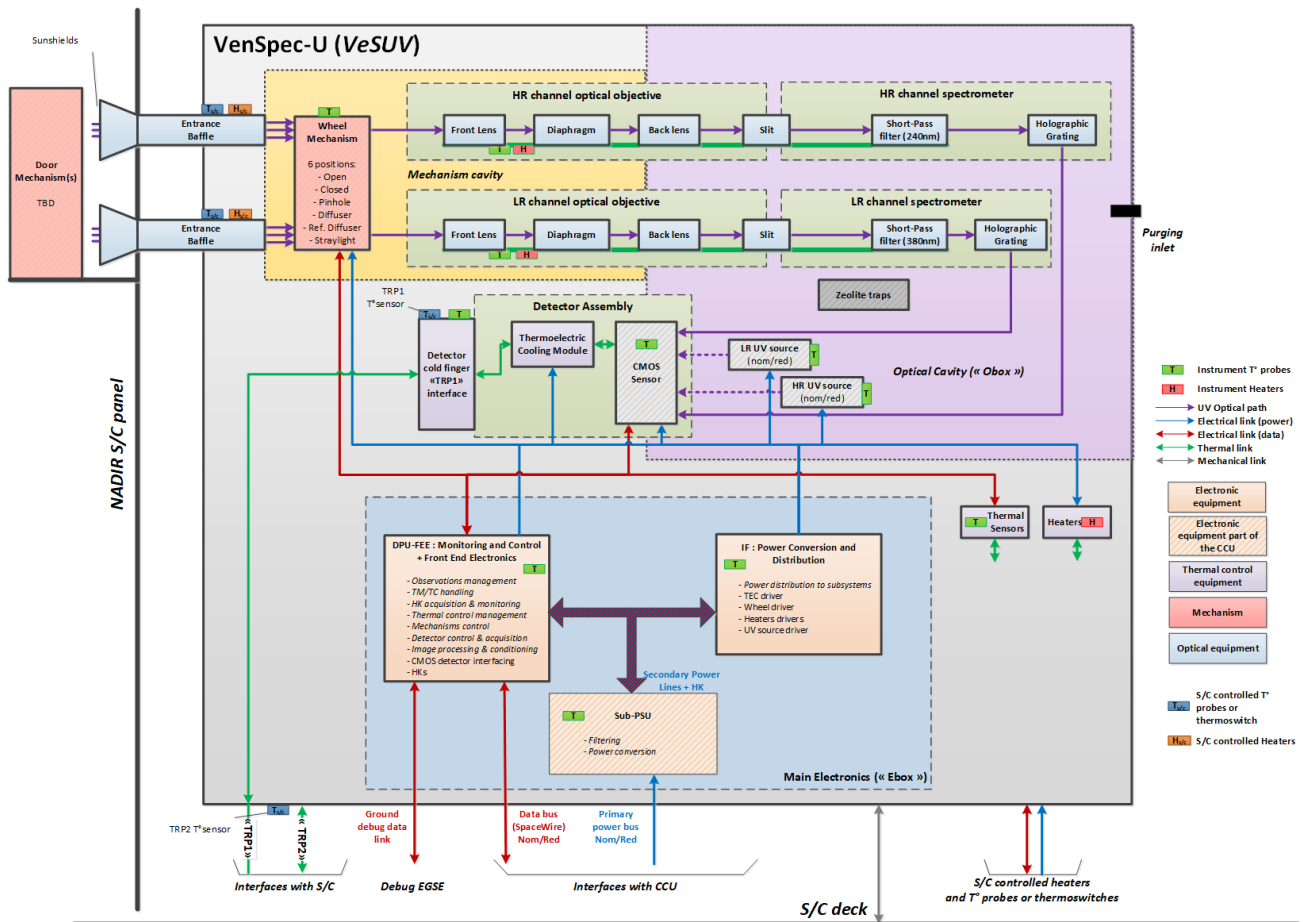 Sunshields
VenSpec-U (VeSUV)
Door
Mechanism(s)
TBD
T S/C
H S/C
Entrance
Baffle
T
Wheel
Mechanism
6 positions:
- Open
- Closed
- Pinhole
- Diffuser
- Ref. Diffuser
- Straylight
HR channel optical objective
Front Lens
Diaphragm
Back lens
Slit
T
H
HR channel spectrometer
Short-Pass
filter (240nm)
Holographic
Grating
Mechanism cavity
T S/C
H S/C
Entrance
Baffle
LR channel optical objective
Front Lens
Diaphragm
Back lens
Slit
T
H
LR channel spectrometer
Short-Pass
filter (380nm)
Holographic
Grating
Purging
inlet
Zeolite traps
TRP1
T°sensor
T S/C
T
Detector
cold finger
«TRP1»
interface
Detector Assembly
Thermoelectric
Cooling Module
T
CMOS
Sensor
LR UV source
(nom/red)
T
HR UV source
(nom/red)
T
Optical Cavity (« Obox »)
NADIR S/C panel
T
Instrument T° probes
H
Instrument Heaters
UV Optical path
Electrical link (power)
Electrical link (data)
Thermal link
Mechanical link
Electronic
equipment
Electronic
equipment part of
the CCU
Thermal control
equipment
Mechanism
Optical equipment
T S/C
S/C controlled T°
probes or
thermoswitch
H S/C
S/C controlled Heaters
T
Thermal
Sensors
Heaters
H
DPU-FEE : Monitoring and Control
+ Front End Electronics
T
- Observations management
- TM/TC handling
- HK acquisition & monitoring
- Thermal control management
- Mechanisms control
- Detector control & acquisition
- Image processing & conditioning
- CMOS detector interfacing
- HKs
IF : Power Conversion and
Distribution
T
- Power distribution to subsystems
- TEC driver
- Wheel driver
- Heaters drivers
- UV source driver
Secondary Power
Lines + HK
T
Sub-PSU
- Filtering
- Power conversion
Main Electronics (« Ebox »)
T S/C
TRP2 T°sensor
«TRP1»
«TRP2»
Ground
debug data
link
Data bus
(SpaceWire)
Nom/Red
Primary
power bus
Nom/Red
Interfaces with S/C
Debug EGSE
Interfaces with CCU
S/C deck
S/C controlled heaters
and T° probes or thermoswitches